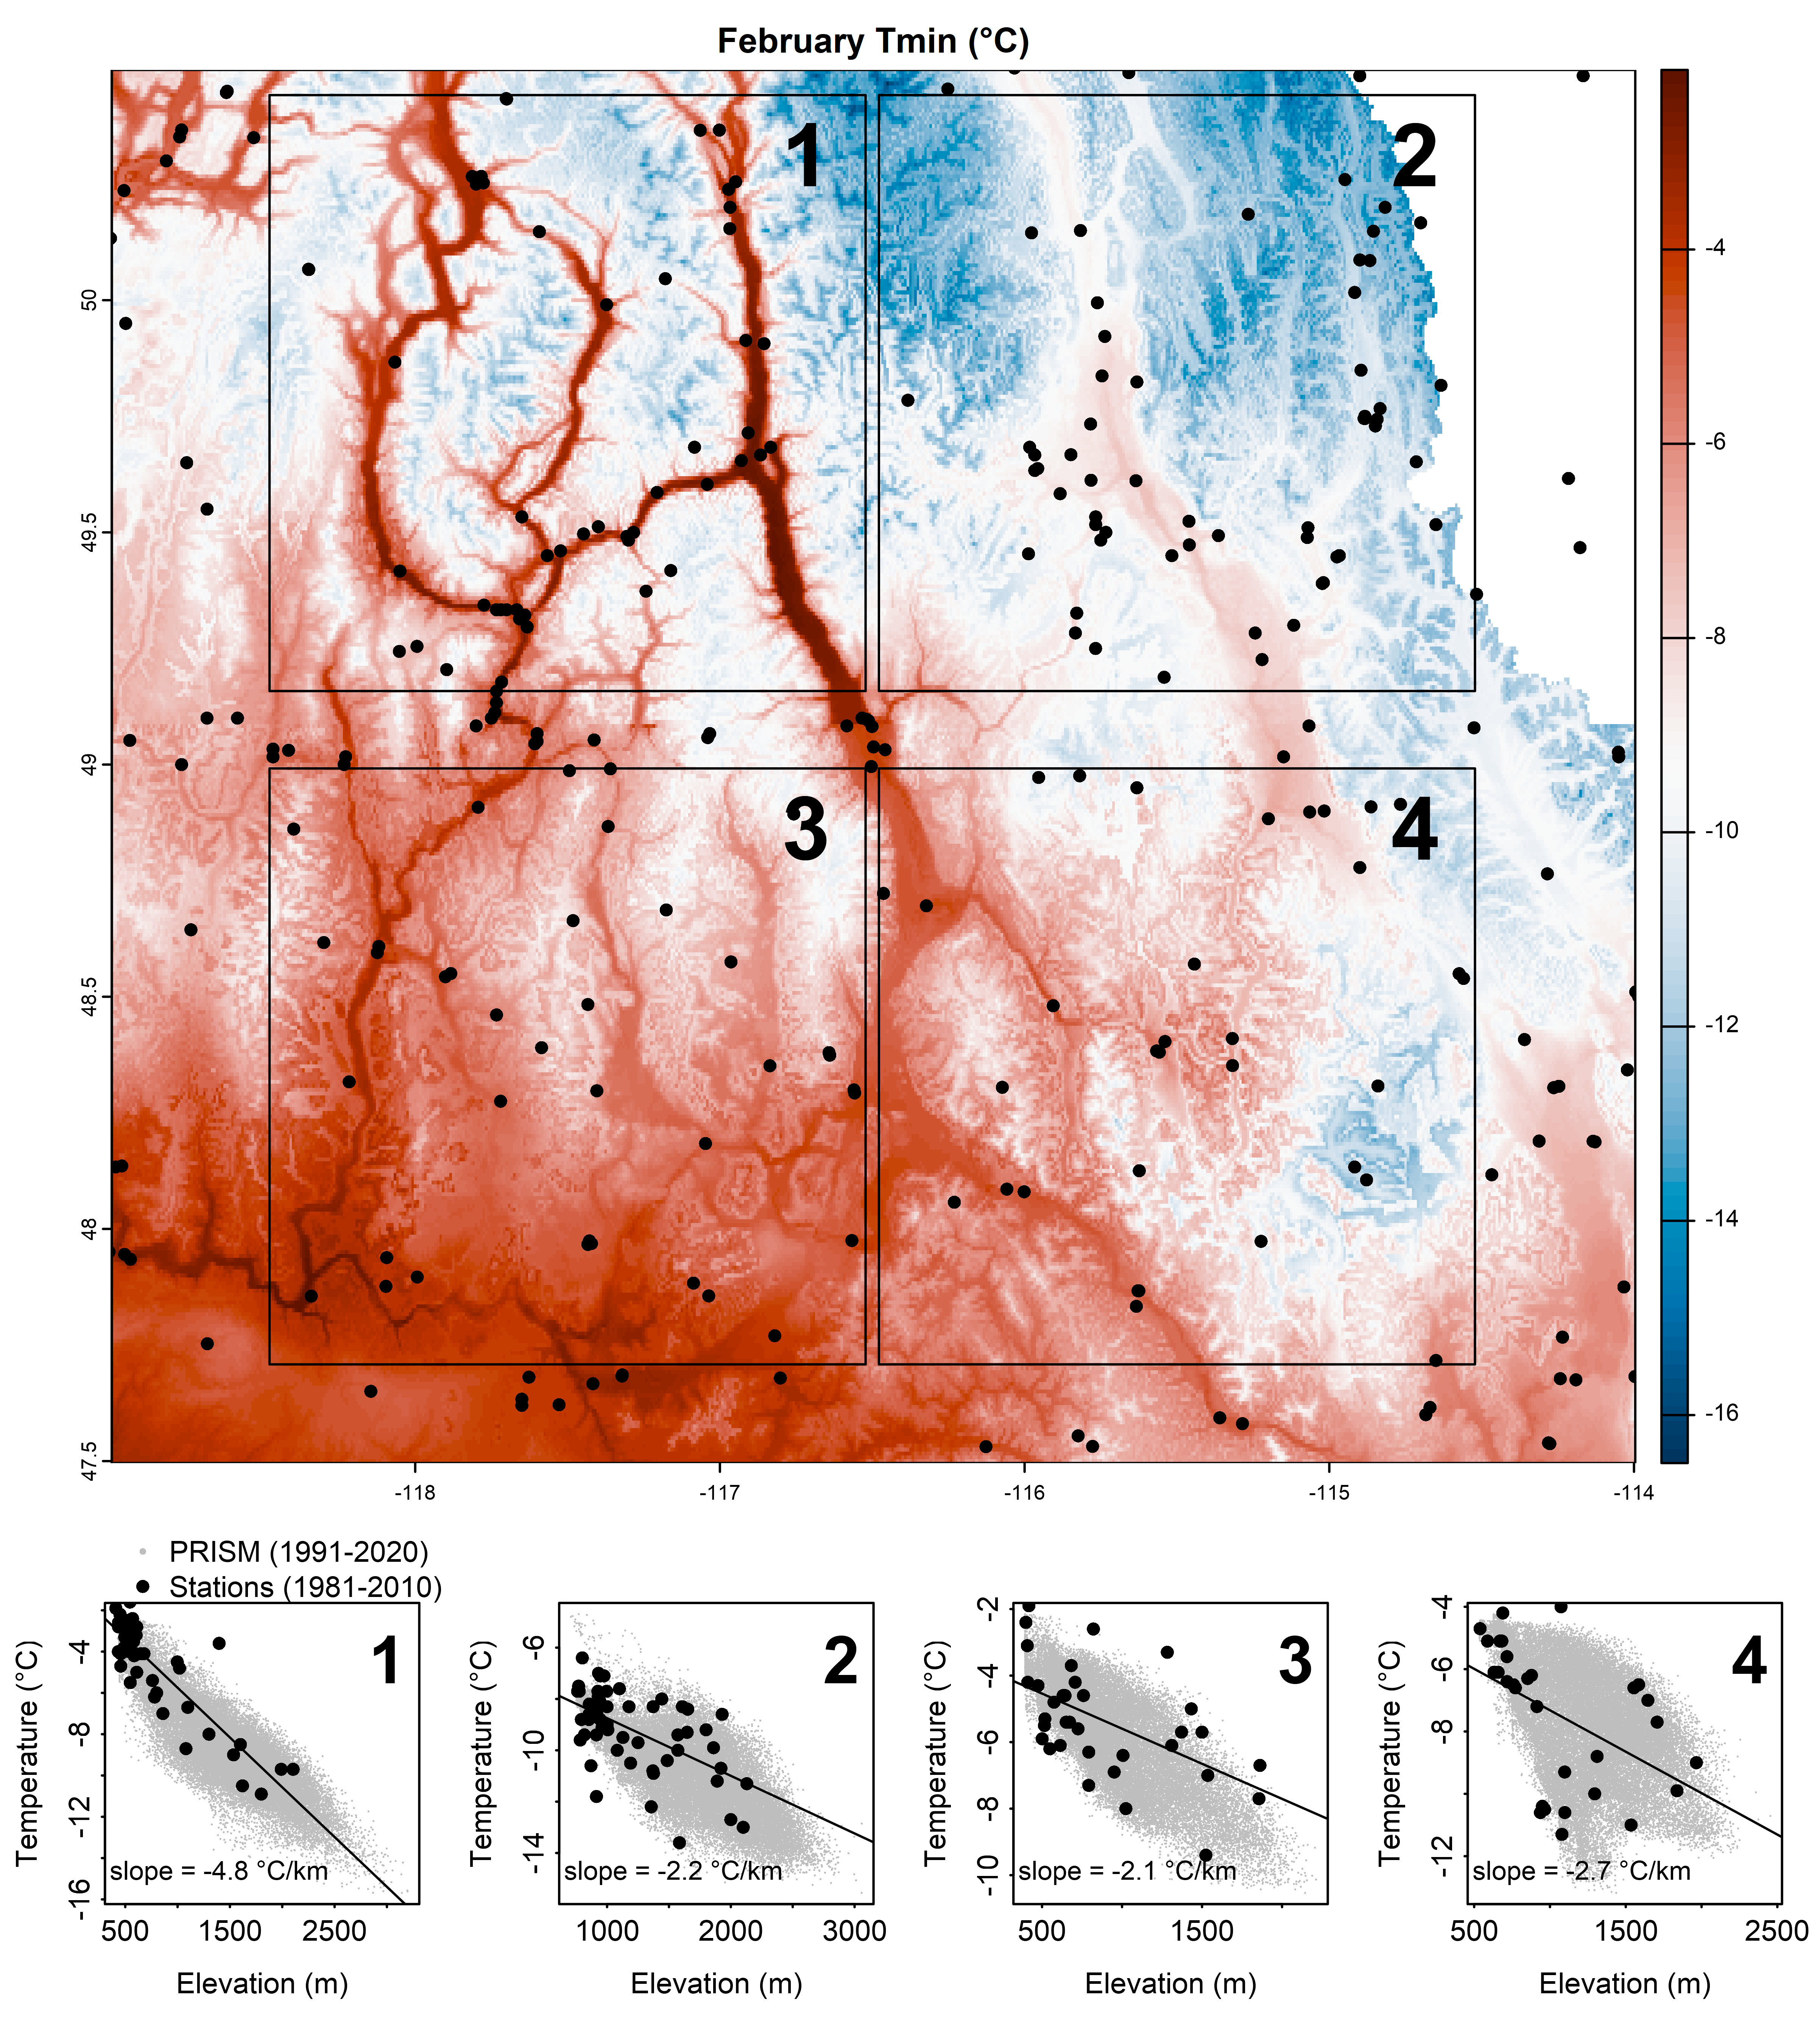 February Tmin (°C)
1
2
3
4
50
49.5
49
48.5
48
47.5
-118
-117
-116
-115
-114
-4
-6
-8
-10
-12
-14
-16
PRISM (1991-2020)
Stations (1981-2010)
1
Temperature (°C)
-4
-8
-12
-16
slope = -4.8 °C/km
500 1500 2500
Elevation (m)
2
Temperature (°C)
-6
-10
-14
slope = -2.2 °C/km
1000 2000 3000
Elevation (m)
3
Temperature (°C)
-2
-4
-6
-8
-10
slope = -2.1 °C/km
500 1500
Elevation (m)
4
Temperature (°C)
-4
-6
-8
-12
slope = -2.7 °C/km
500 1500 2500
Elevation (m)